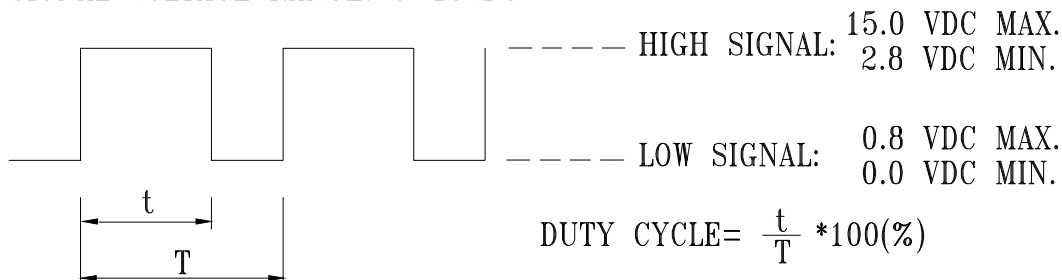 HIGH SIGNAL: 15.0 VDC MAX.
2.8 VDC MIN.
LOW SIGNAL: 0.8 VDC MAX.
0.0 VDC MIN.
t
T
DUTY CYCLE= t/T *100(%)